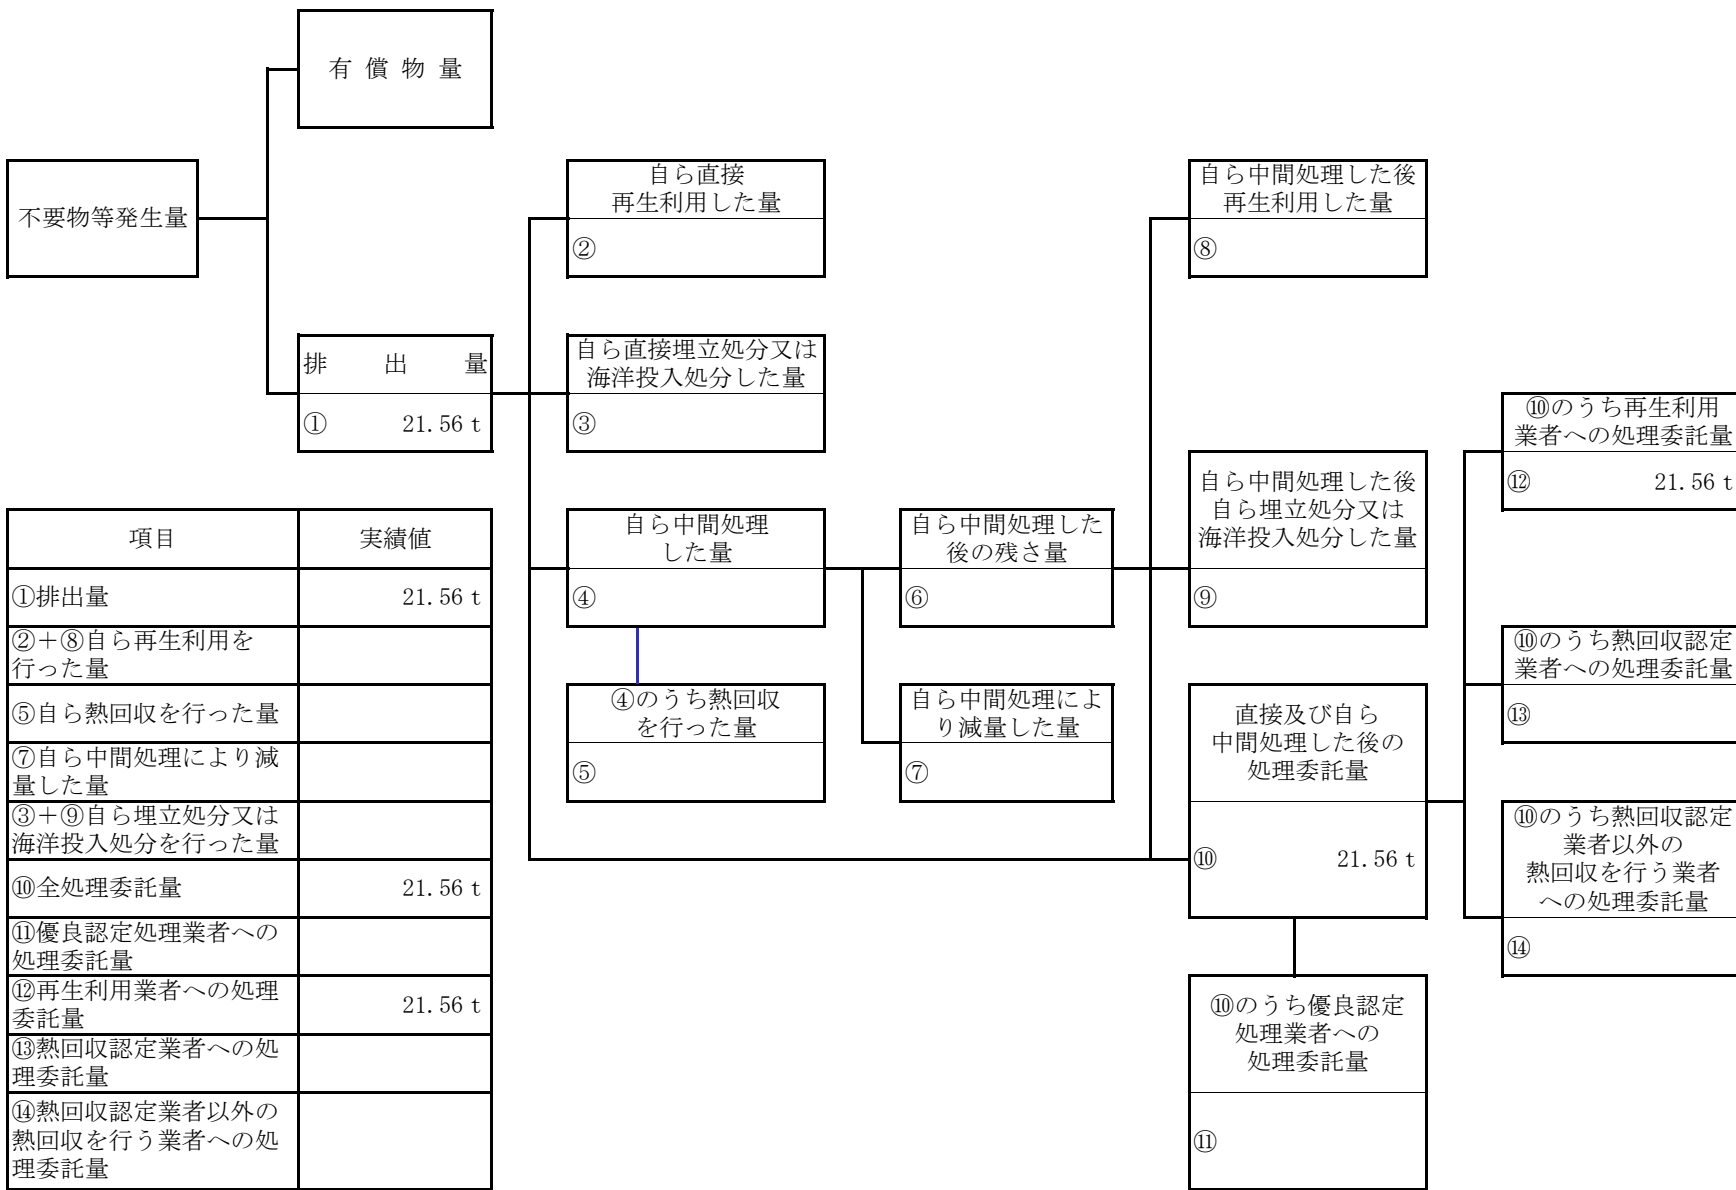 有 償 物 量
不要物等発生量
自ら直接
再生利用した量
②
自ら中間処理した後
再生利用した量
⑧
排 出 量
① 21.56 t
自ら直接埋立処分又は
海洋投入処分した量
③
⑩のうち再生利用
業者への処理委託量
⑫ 21.56 t
自ら中間処理
した量
④
自ら中間処理した
後の残さ量
⑥
自ら中間処理した後
自ら埋立処分又は
海洋投入処分した量
⑨
⑩のうち熱回収認定
業者への処理委託量
⑬
④のうち熱回収
を行った量
⑤
自ら中間処理によ
り減量した量
⑦
直接及び自ら
中間処理した後の
処理委託量
⑩ 21.56 t
⑩のうち熱回収認定
業者以外の
熱回収を行う業者
への処理委託量
⑭
⑩のうち優良認定
処理業者への
処理委託量
⑪
項目 実績値
①排出量 21.56 t
②＋⑧自ら再生利用を
行った量
⑤自ら熱回収を行った量
⑦自ら中間処理により減
量した量
③＋⑨自ら埋立処分又は
海洋投入処分を行った量
⑩全処理委託量 21.56 t
⑪優良認定処理業者への
処理委託量
⑫再生利用業者への処理
委託量 21.56 t
⑬熱回収認定業者への処
理委託量
⑭熱回収認定業者以外の
熱回収を行う業者への処
理委託量